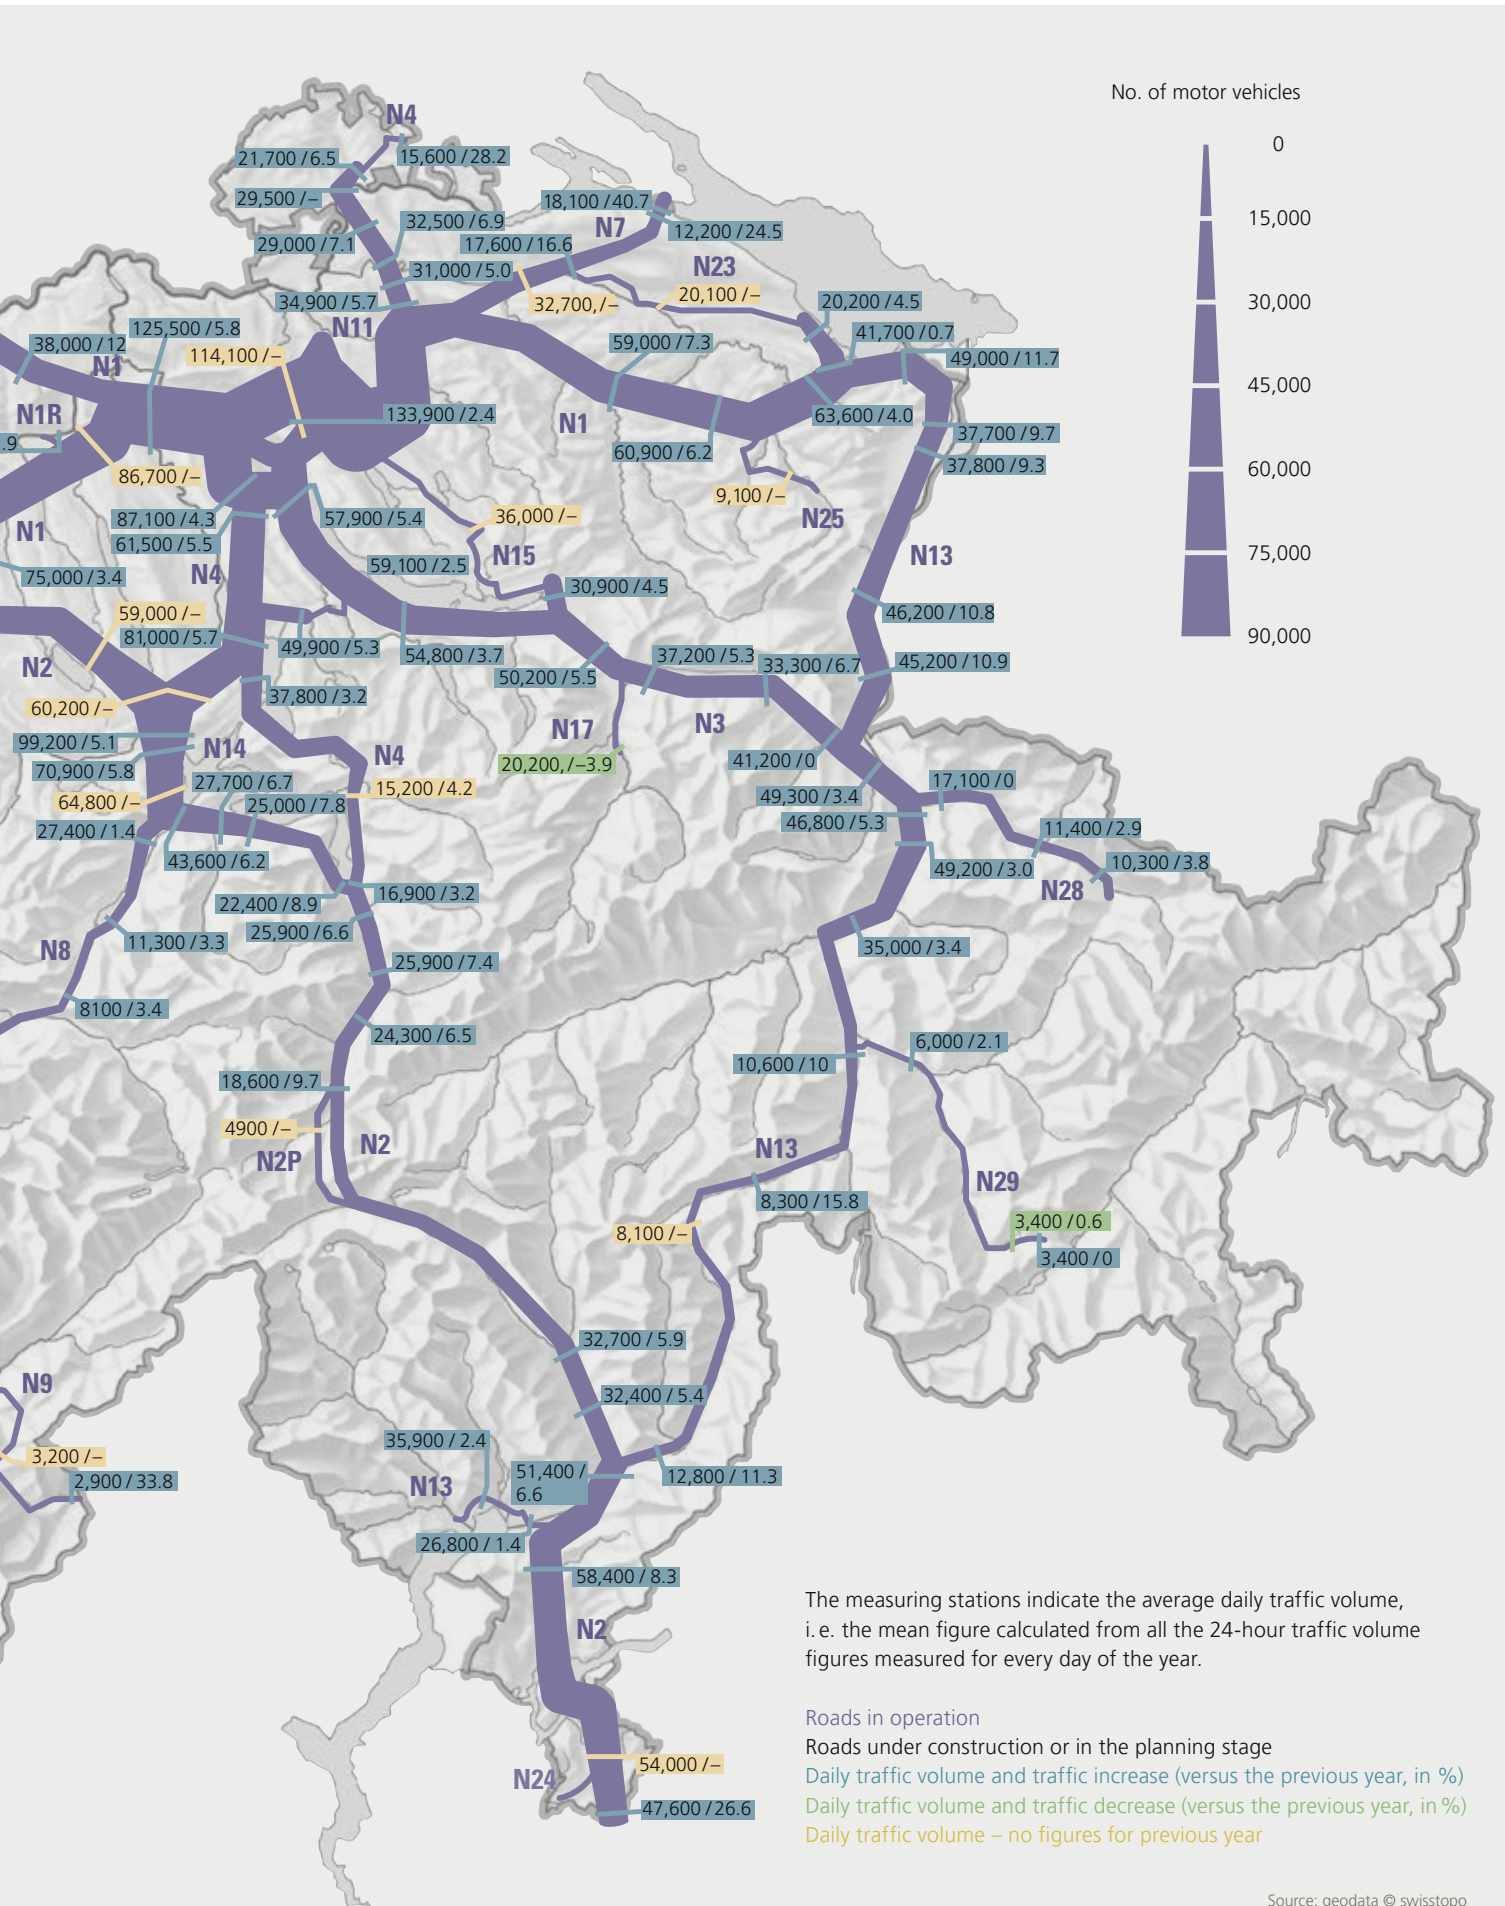 No. of motor vehicles
0
15,000
30,000
45,000
60,000
75,000
90,000
N4
21,700 / 6.5
15,600 / 28.2
29,500 / –
18,100 / 40.7
32,500 / 6.9
N7
12,200 / 24.5
29,000 / 7.1
17,600 / 16.6
31,000 / 5.0
N23
34,900 / 5.7
32,700,/–
20,100 / –
20,200 / 4.5
N11
125,500 / 5.8
38,000 / 12
114,100 / –
59,000 / 7.3
41,700 / 0.7
49,000 / 11.7
N1
N1R
133,900 / 2.4
63,600 / 4.0
N1
.9
60,900 / 6.2
37,700 / 9.7
37,800 / 9.3
86,700 / –
9,100 / –
N25
87,100 / 4.3
57,900 / 5.4
36,000 / –
N1
61,500 / 5.5
N15
N13
75,000 / 3.4
N4
59,100 / 2.5
30,900 / 4.5
59,000 / –
46,200 / 10.8
81,000 / 5.7
49,900 / 5.3
54,800 / 3.7
37,200 / 5.3
33,300 / 6.7
45,200 / 10.9
N2
50,200 / 5.5
37,800 / 3.2
60,200 / –
N17
N3
99,200 / 5.1
N14
N4
20,200,/–3.9
41,200 / 0
70,900 / 5.8
27,700 / 6.7
15,200 / 4.2
17,100 / 0
64,800 / –
25,000 / 7.8
49,300 / 3.4
27,400 / 1.4
46,800 / 5.3
11,400 / 2.9
43,600 / 6.2
49,200 / 3.0
10,300 / 3.8
N28
22,400 / 8.9
16,900 / 3.2
25,900 / 6.6
N8
11,300 / 3.3
35,000 / 3.4
25,900 / 7.4
8100 / 3.4
24,300 / 6.5
6,000 / 2.1
10,600 / 10
18,600 / 9.7
4900 / –
N2
N2P
N13
N29
8,300 / 15.8
8,100 / –
3,400 / 0.6
3,400 / 0
32,700 / 5.9
N9
32,400 / 5.4
35,900 / 2.4
3,200 / –
2,900 / 33.8
N13
51,400 /
6.6
12,800 / 11.3
26,800 / 1.4
58,400 / 8.3
N2
54,000 / –
N24
47,600 / 26.6
The measuring stations indicate the average daily traffic volume,
i. e. the mean figure calculated from all the 24-hour traffic volume
figures measured for every day of the year.
Roads in operation
Roads under construction or in the planning stage
Daily traffic volume and traffic increase (versus the previous year, in %)
Daily traffic volume and traffic decrease (versus the previous year, in %)
Daily traffic volume – no figures for previous year
Source: geodata © swisstopo